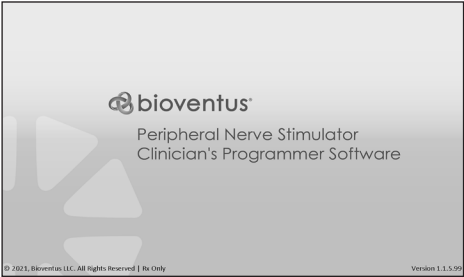 bioventus®
Peripheral Nerve Stimulator
Clinician's Programmer Software
© 2021, Bioventus LLC. All Rights Reserved | Rx Only
Version 1.1.5.99